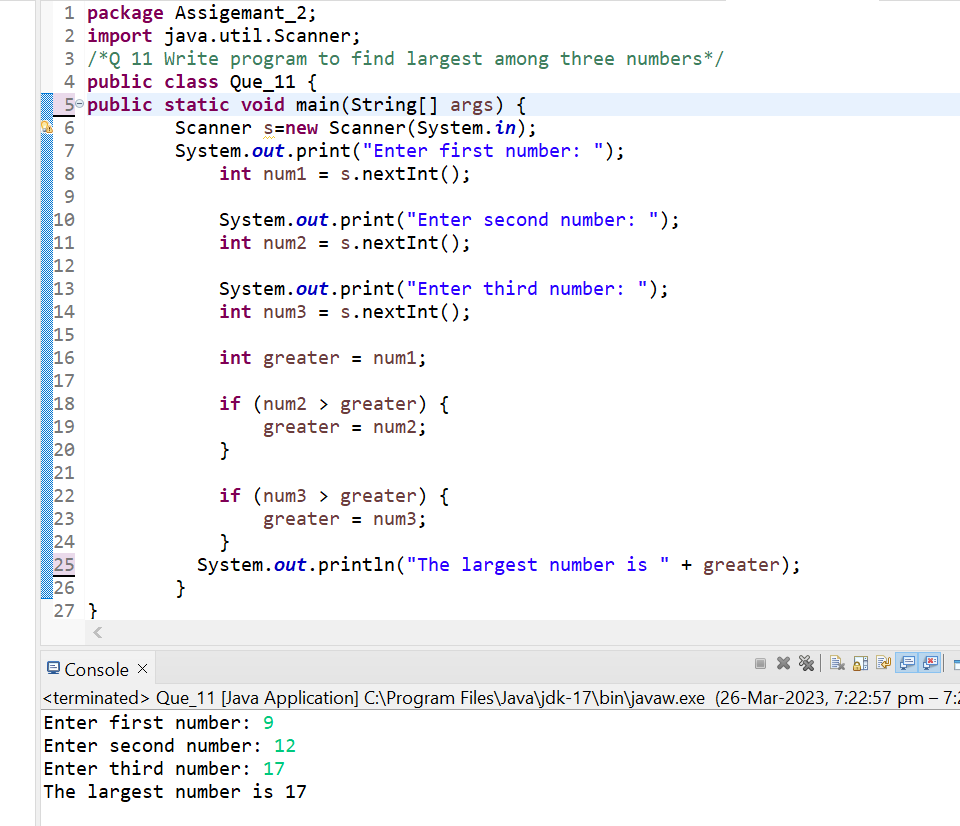 1 package Assigemant_2;
2 import java.util.Scanner;
3 /*Q 11 Write program to find largest among three numbers*/
4 public class Que_11 {
5 public static void main(String[] args) {
6 Scanner s=new Scanner(System.in);
7 System.out.print("Enter first number: ");
8 int num1 = s.nextInt();
9
10 System.out.print("Enter second number: ");
11 int num2 = s.nextInt();
12
13 System.out.print("Enter third number: ");
14 int num3 = s.nextInt();
15
16 int greater = num1;
17
18 if (num2 > greater) {
19 greater = num2;
20 }
21
22 if (num3 > greater) {
23 greater = num3;
24 }
25 System.out.println("The largest number is " + greater);
26 }
27 }
Console
<terminated> Que_11 [Java Application] C:\Program Files\Java\jdk-17\bin\javaw.exe (26-Mar-2023, 7:22:57 pm – 7:2
Enter first number: 9
Enter second number: 12
Enter third number: 17
The largest number is 17